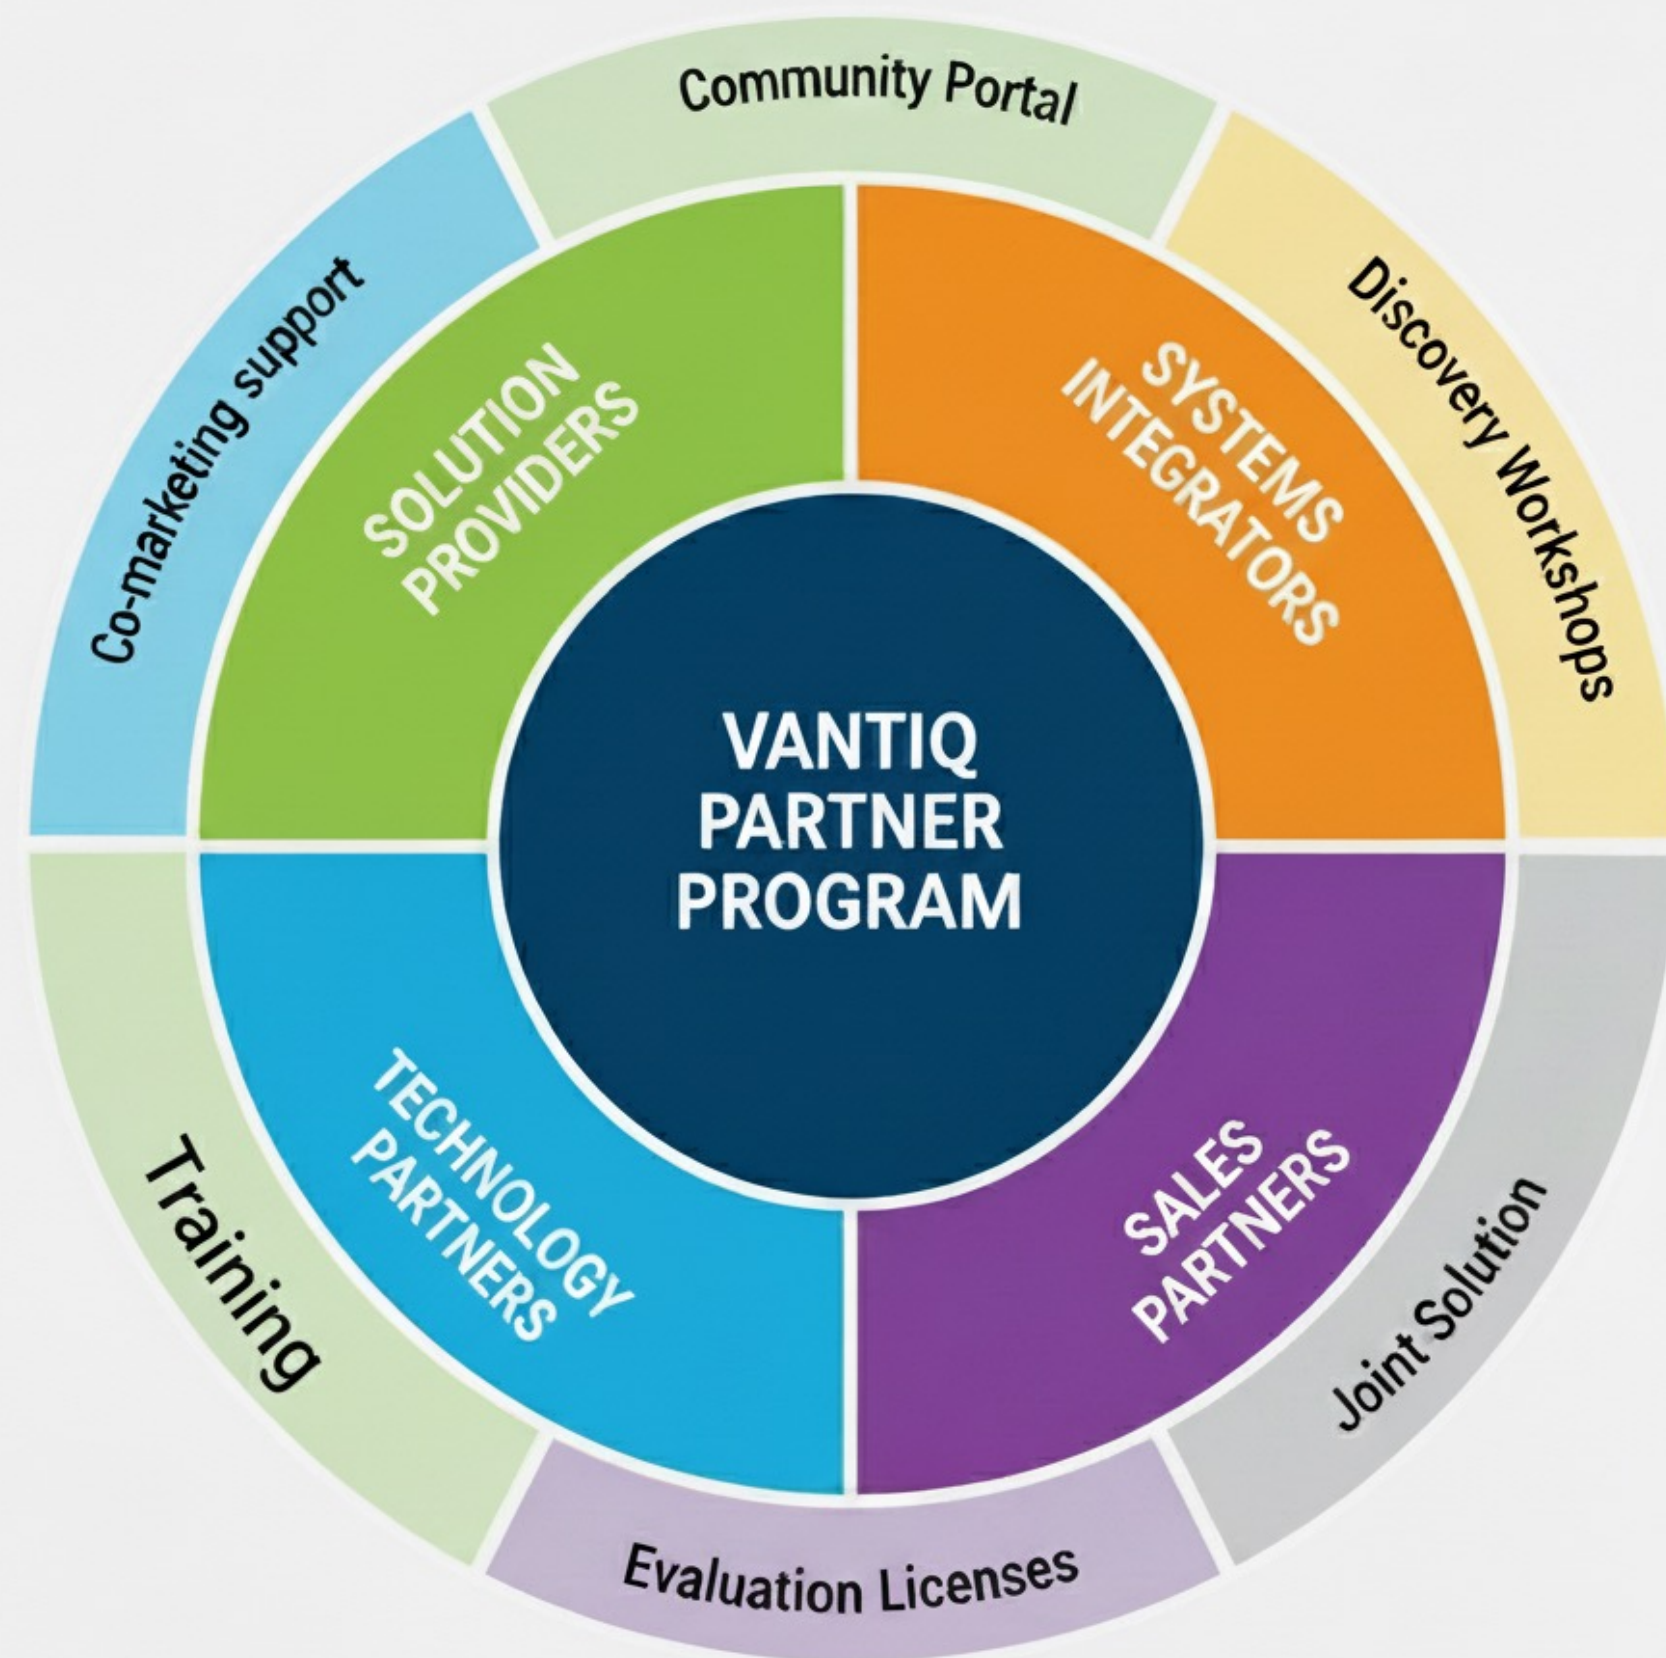 Community Portal
Discovery Workshops
Joint Solution
Evaluation Licenses
Training
Co-marketing support
SOLUTION
PROVIDERS
SYSTEMS
INTEGRATORS
SALES
PARTNERS
TECHNOLOGY
PARTNERS
VANTIQ
PARTNER
PROGRAM